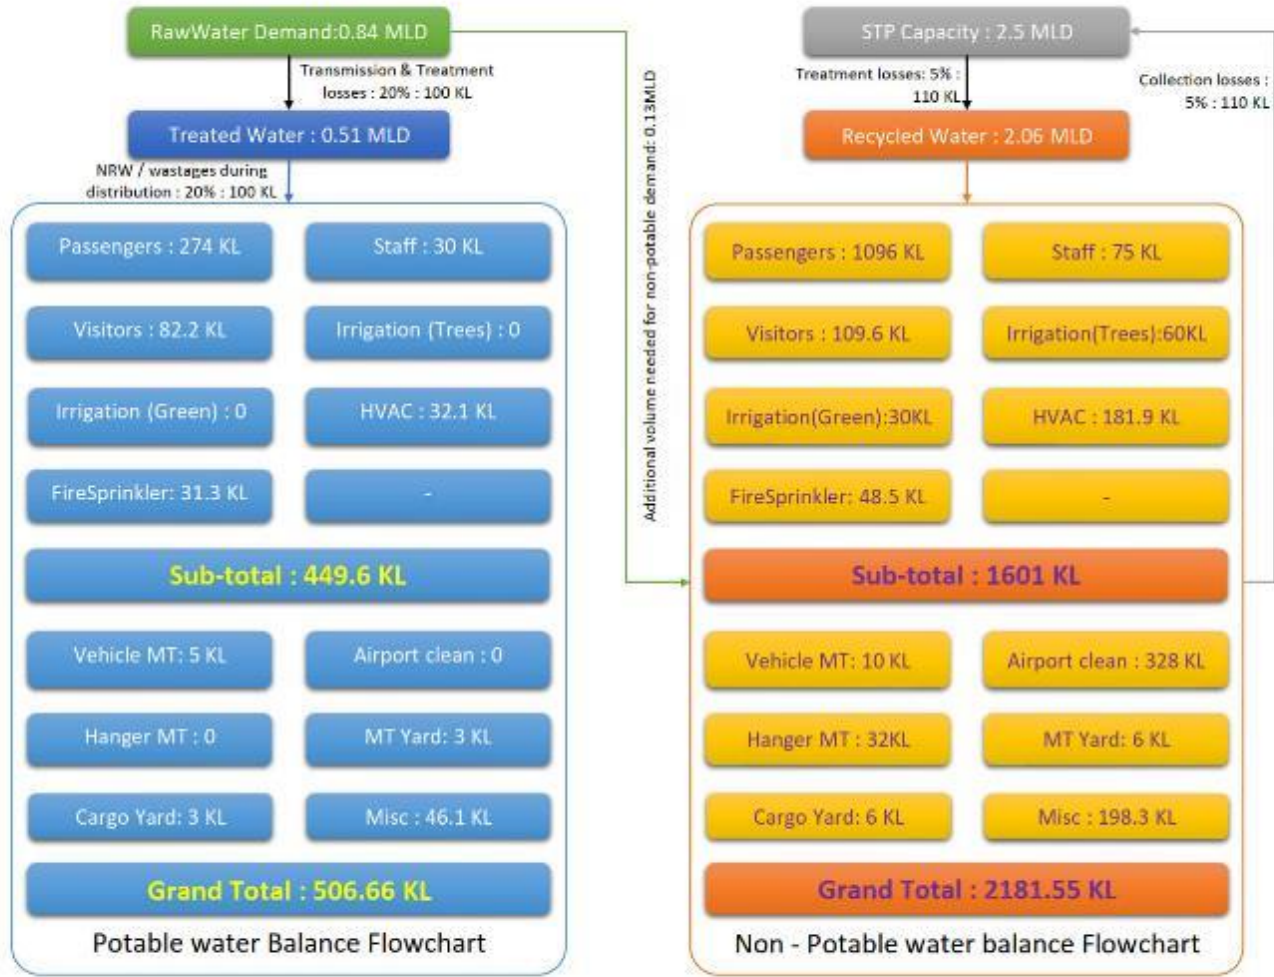 RawWater Demand:0.84 MLD
Transmission & Treatment
losses : 20% : 100 KL
Treated Water : 0.51 MLD
NRW / wastages during
distribution : 20% : 100 KL
Passengers : 274 KL
Staff : 30 KL
Visitors : 82.2 KL
Irrigation (Trees) : 0
Irrigation (Green) : 0
HVAC : 32.1 KL
FireSprinkler: 31.3 KL
-
Sub-total : 449.6 KL
Vehicle MT: 5 KL
Airport clean : 0
Hanger MT : 0
MT Yard: 3 KL
Cargo Yard: 3 KL
Misc : 46.1 KL
Grand Total : 506.66 KL
Potable water Balance Flowchart
Additional volume needed for non-potable demand: 0.13MLD
STP Capacity : 2.5 MLD
Treatment losses: 5% :
110 KL
Collection losses :
5% : 110 KL
Recycled Water : 2.06 MLD
Passengers : 1096 KL
Staff : 75 KL
Visitors : 109.6 KL
Irrigation(Trees):60KL
Irrigation(Green):30KL
HVAC : 181.9 KL
FireSprinkler: 48.5 KL
-
Sub-total : 1601 KL
Vehicle MT: 10 KL
Airport clean : 328 KL
Hanger MT : 32KL
MT Yard: 6 KL
Cargo Yard: 6 KL
Misc : 198.3 KL
Grand Total : 2181.55 KL
Non - Potable water balance Flowchart